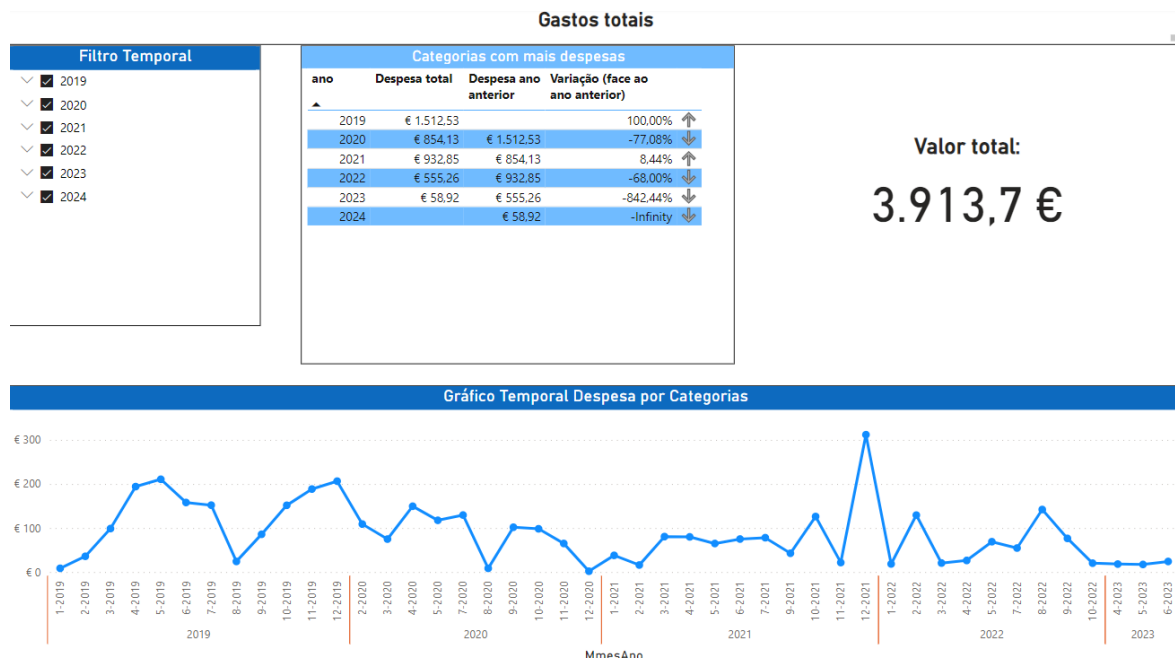 Gastos totais
Filtro Temporal
2019
2020
2021
2022
2023
2024
Categorias com mais despesas
ano Despesa total Despesa ano anterior Variação (face ao ano anterior)
2019 € 1.512,53 100,00%
2020 € 854,13 € 1.512,53 -77,08%
2021 € 932,85 € 854,13 8,44%
2022 € 555,26 € 932,85 -68,00%
2023 € 58,92 € 555,26 -842,44%
2024 € 58,92 -Infinity
Valor total:
3.913,7 €
Gráfico Temporal Despesa por Categorias
€ 300
€ 200
€ 100
€ 0
1-2019 2-2019 3-2019 4-2019 5-2019 6-2019 7-2019 8-2019 9-2019 10-2019 11-2019 12-2019 2-2020 3-2020 4-2020 5-2020 7-2020 8-2020 9-2020 10-2020 11-2020 12-2020 1-2021 2-2021 3-2021 4-2021 5-2021 6-2021 7-2021 9-2021 10-2021 11-2021 12-2021 1-2022 2-2022 3-2022 4-2022 5-2022 7-2022 8-2022 9-2022 10-2022 4-2023 5-2023 6-2023
2019 2020 2021 2022 2023
MmesAno